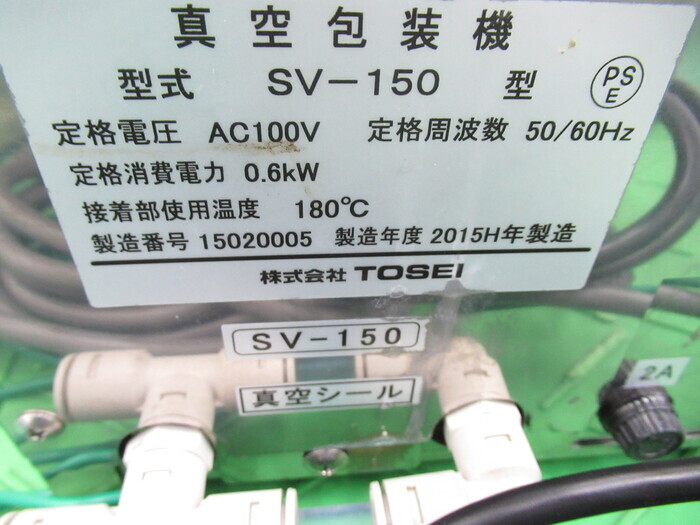 真空包装機
型式 SV-150 型 PSE
定格電圧 AC100V 定格周波数 50/60Hz
定格消費電力 0.6kW
接着部使用温度 180℃
製造番号 15020005 製造年度 2015H年製造
株式会社 TOSEI
SV-150
真空シール
2A